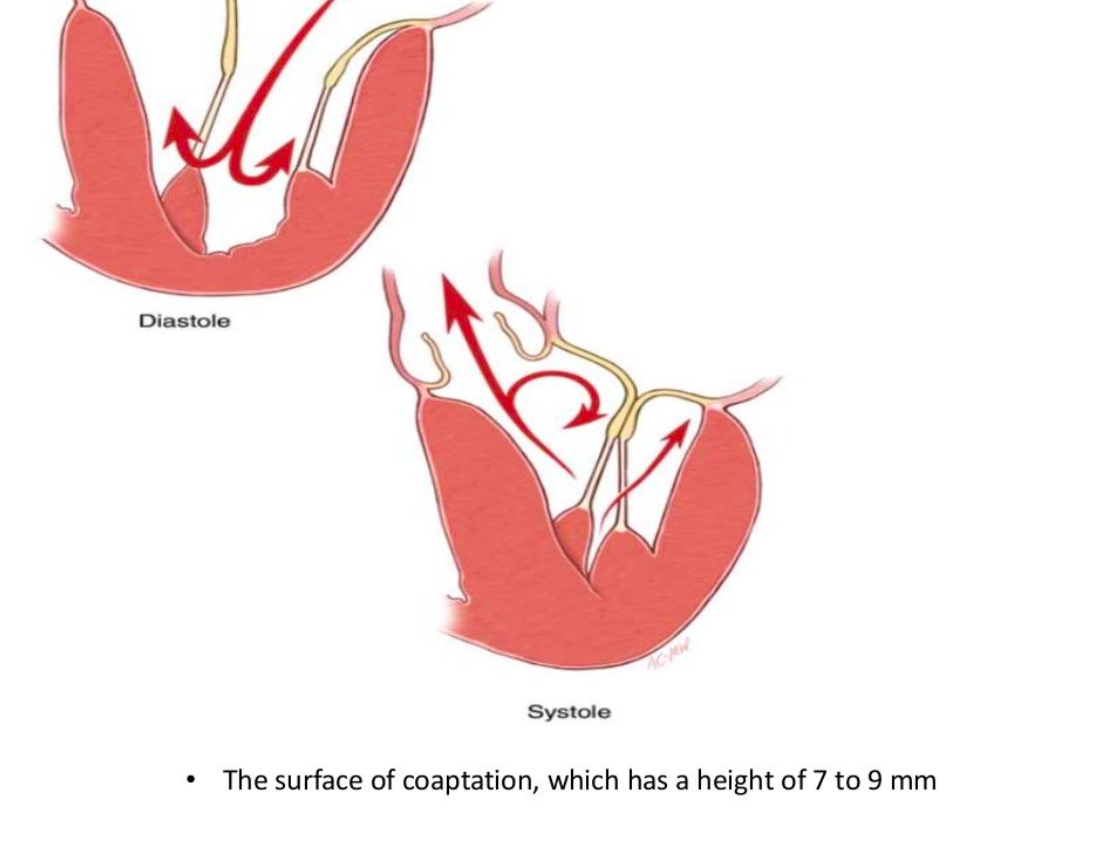 Diastole
Systole
• The surface of coaptation, which has a height of 7 to 9 mm